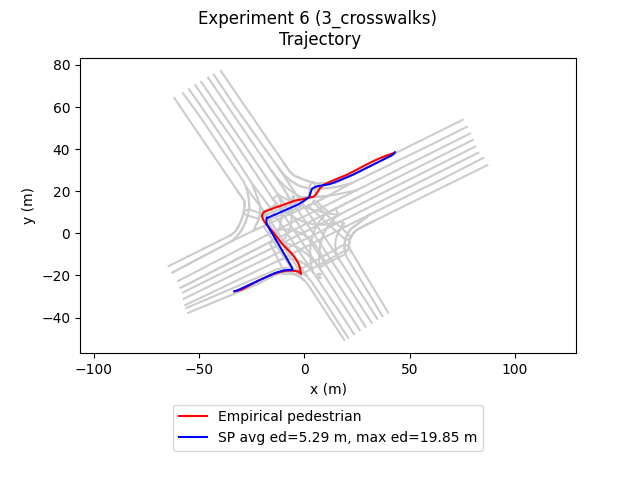 Experiment 6 (3_crosswalks)
Trajectory
80
60
40
20
0
−20
−40
y (m)
−100
−50
0
50
100
x (m)
Empirical pedestrian
SP avg ed=5.29 m, max ed=19.85 m